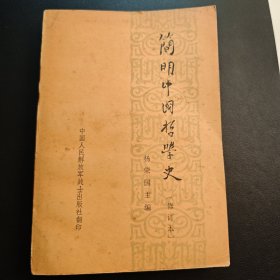 简明中国哲学史
（修订本）
杨荣国主编
中国人民解放军战士出版社翻印